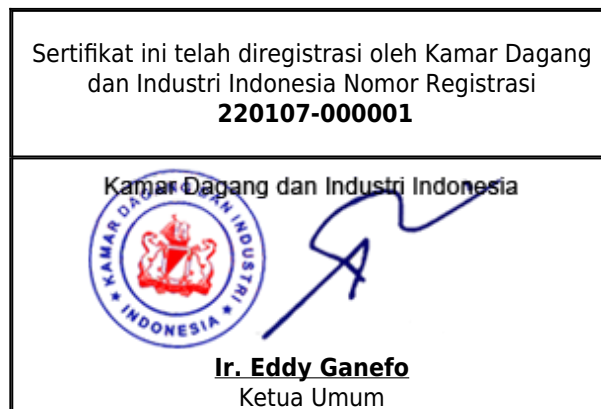 Sertifikat ini telah diregistrasi oleh Kamar Dagang
dan Industri Indonesia Nomor Registrasi
220107-000001
Kamar Dagang dan Industri Indonesia
KAMAR DAGANG DAN INDUSTRI
INDONESIA
Ir. Eddy Ganefo
Ketua Umum